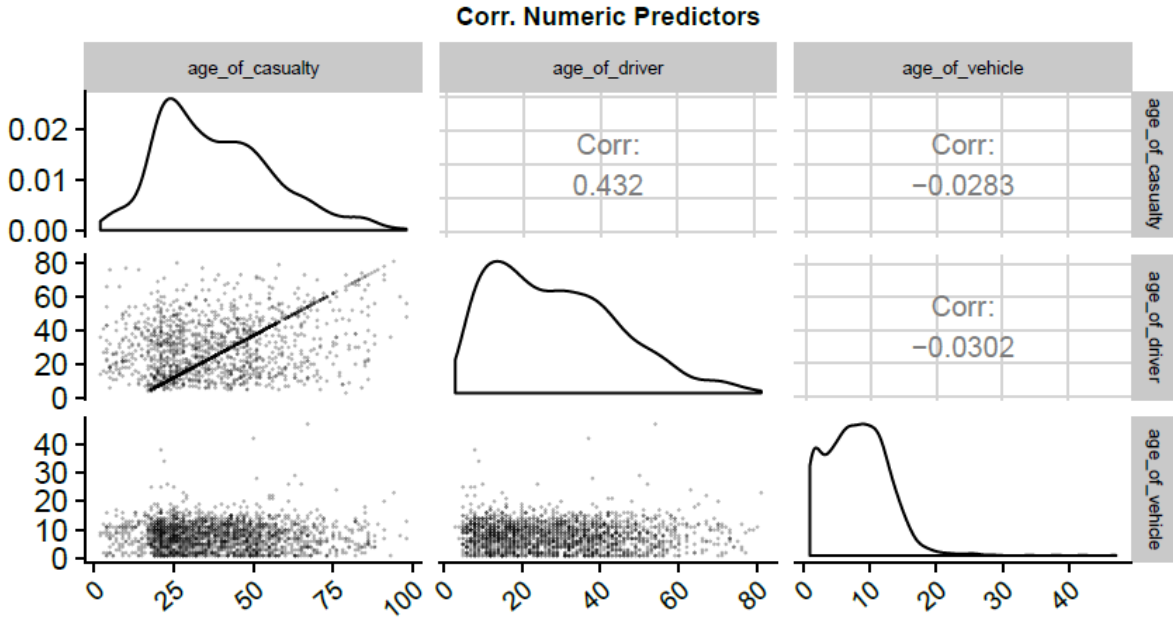 Corr. Numeric Predictors
age_of_casualty
age_of_driver
age_of_vehicle
0.02
0.01
0.00
Corr:
0.432
Corr:
−0.0283
age_of_casualty
80
60
40
20
0
Corr:
−0.0302
age_of_driver
40
30
20
10
0
age_of_vehicle
0 25 50 75 100
0 20 40 60 80
0 10 20 30 40